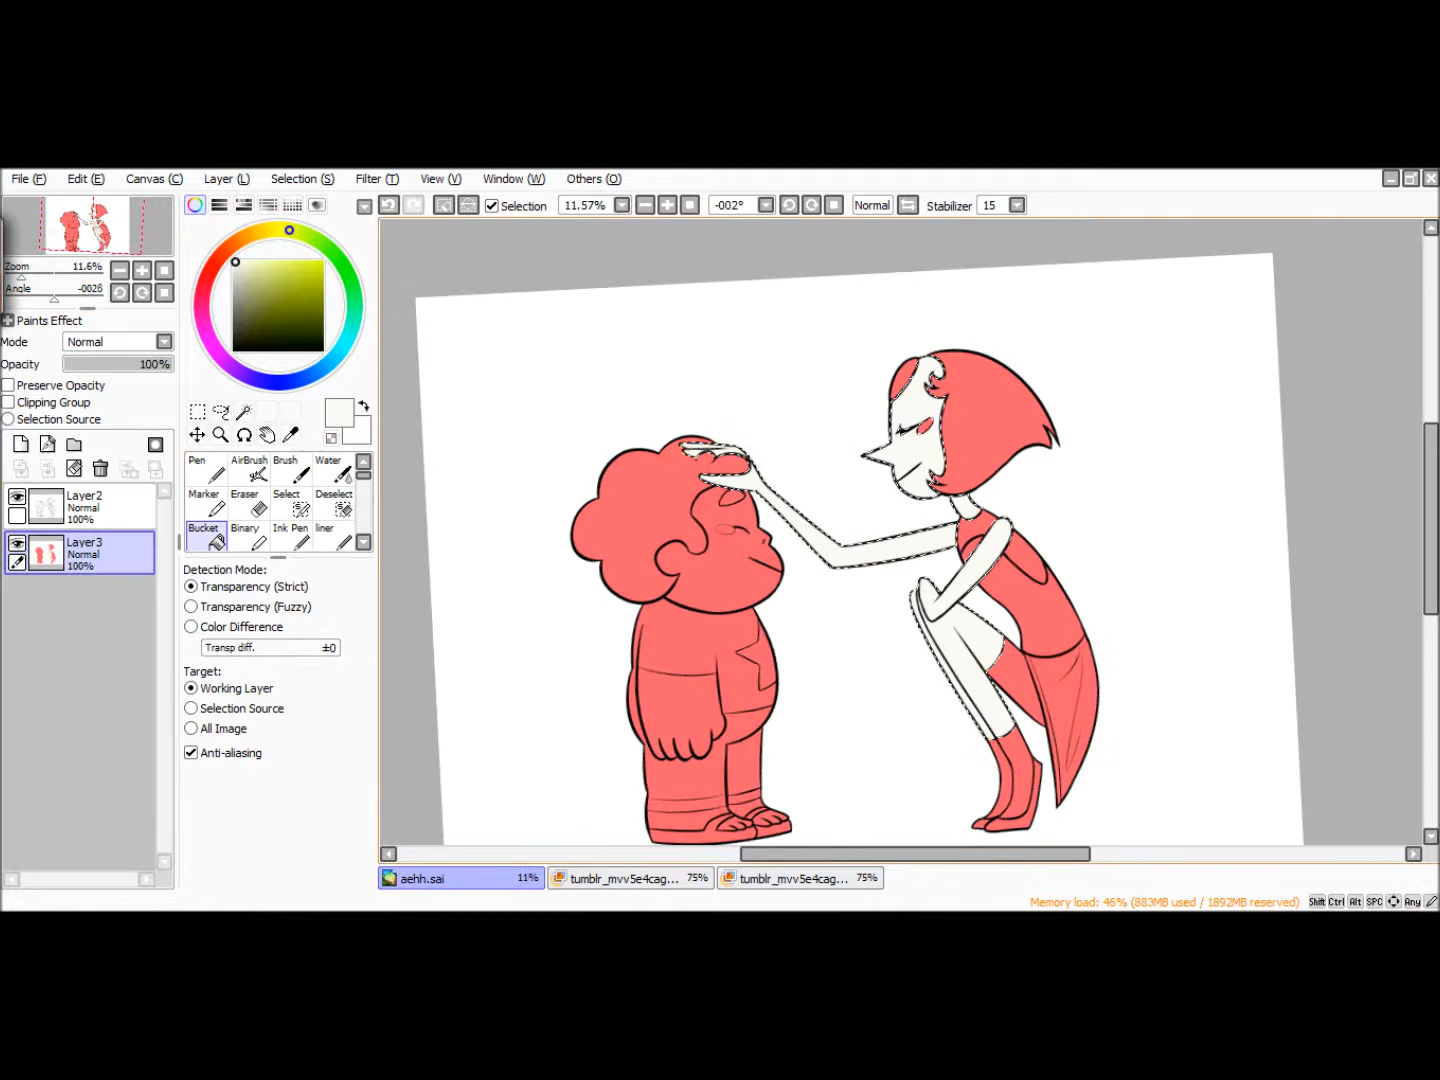 File (F) Edit (E) Canvas (C) Layer (L) Selection (S) Filter (T) View (V) Window (W) Others (O)
Selection 11.57% -002° Normal Stabilizer 15
Zoom 11.6%
Angle -002ß
Paints Effect
Mode Normal
Opacity 100%
Preserve Opacity
Clipping Group
Selection Source
Layer2
Normal
100%
Layer3
Normal
100%
Pen AirBrush Brush Water
Marker Eraser Select Deselect
Bucket Binary Ink Pen liner
Detection Mode:
Transparency (Strict)
Transparency (Fuzzy)
Color Difference
Transp diff. ±0
Target:
Working Layer
Selection Source
All Image
Anti-aliasing
aehh.sai 11% tumblr_mvv5e4cag... 75% tumblr_mvv5e4cag... 75%
Memory load: 46% (883MB used / 1892MB reserved) Shift Ctrl Alt SPC Any